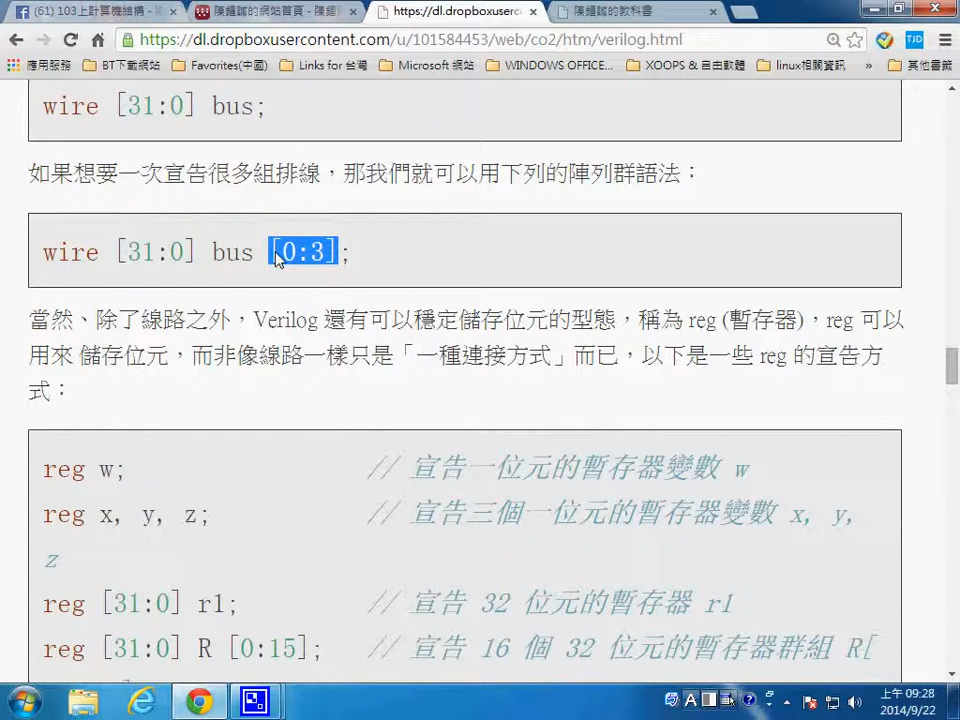 (61) 103上計算機結構 -
陳鍾誠的網站首頁 - 陳鍾
https://dl.dropboxuserc
陳鍾誠的教科書
https://dl.dropboxusercontent.com/u/101584453/web/co2/htm/verilog.html
TJD
應用服務 BT下載網站 Favorites(中國) Links for 台灣 Microsoft 網站 WINDOWS OFFICE... XOOPS & 自由軟體 linux相關資訊 » 其他書籤
wire [31:0] bus;
如果想要一次宣告很多組排線，那我們就可以用下列的陣列群語法：
wire [31:0] bus [0:3];
當然、除了線路之外，Verilog 還有可以穩定儲存位元的型態，稱為 reg (暫存器)，reg 可以
用來 儲存位元，而非像線路一樣只是「一種連接方式」而已，以下是一些 reg 的宣告方
式：
reg w; // 宣告一位元的暫存器變數 w
reg x, y, z; // 宣告三個一位元的暫存器變數 x, y,
z
reg [31:0] r1; // 宣告 32 位元的暫存器 r1
reg [31:0] R [0:15]; // 宣告 16 個 32 位元的暫存器群組 R[
A
上午 09:28
2014/9/22